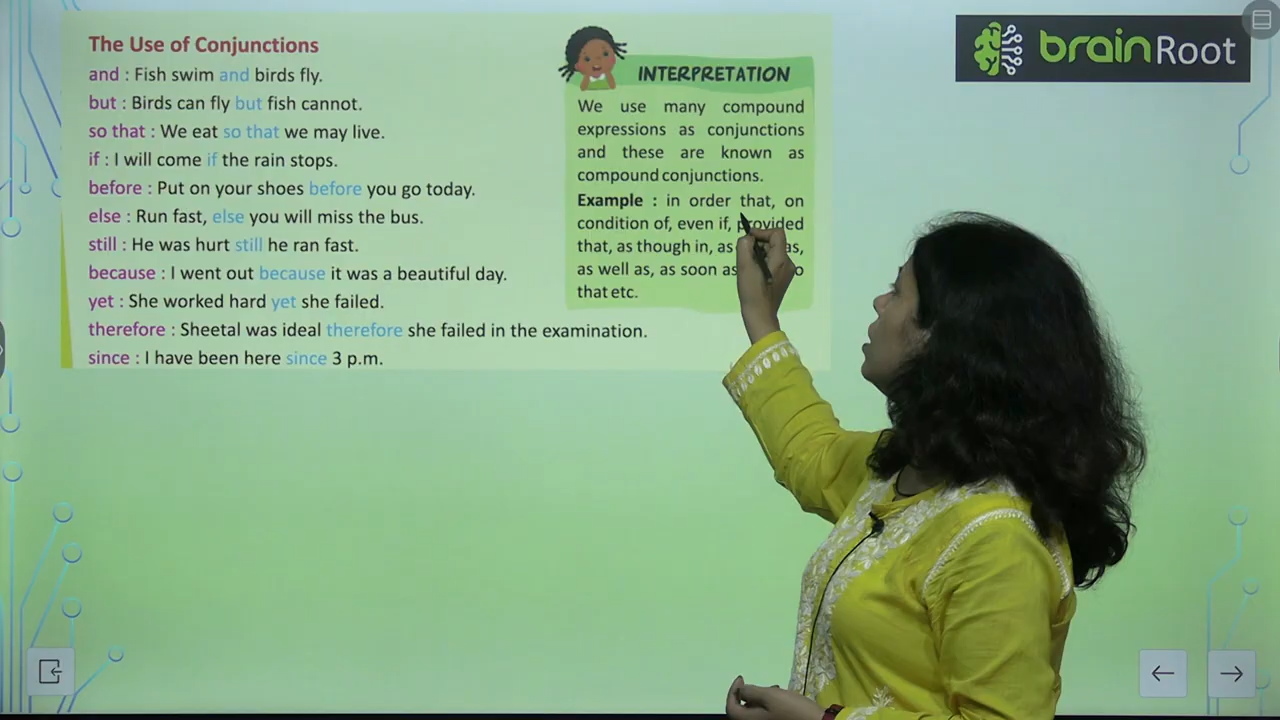 The Use of Conjunctions
and : Fish swim and birds fly.
but : Birds can fly but fish cannot.
so that : We eat so that we may live.
if : I will come if the rain stops.
before : Put on your shoes before you go today.
else : Run fast, else you will miss the bus.
still : He was hurt still he ran fast.
because : I went out because it was a beautiful day.
yet : She worked hard yet she failed.
therefore : Sheetal was ideal therefore she failed in the examination.
since : I have been here since 3 p.m.
INTERPRETATION
We use many compound
expressions as conjunctions
and these are known as
compound conjunctions.
Example : in order that, on
condition of, even if, provided
that, as though in, as as,
as well as, as soon as
that etc.
brainRoot